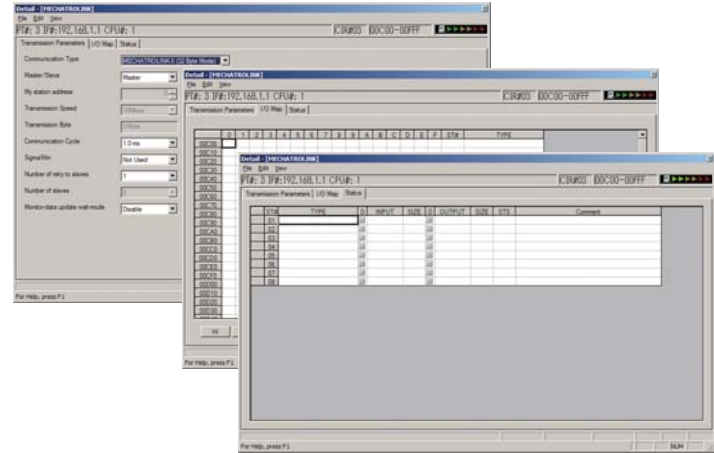 Detail - [MECHATROLINK]
File Edit View
PT#: 3 IP#:192.168.1.1 CPU#: 1 CIR#03 00C00-00FFF
Transmission Parameters I/O Map Status
Communication Type MECHATROLINK-II (32 Byte Mode)
Master/Slave Master
My station address
Transmission Speed 10Mbps
Transmission Byte
Communication Cycle 1.0 ms
SigmaWin Not Used
Number of retry to slaves 1
Number of slaves
Monitor-data update wait-mode Disable
For Help, press F1
Detail - [MECHATROLINK]
File Edit View
PT#: 3 IP#:192.168.1.1 CPU#: 1 CIR#03 00C00-00FFF
Transmission Parameters I/O Map Status
0 1 2 3 4 5 6 7 8 9 A B C D E F ST# TYPE
00C00
00C10
00C20
00C30
00C40
00C50
00C60
00C70
00C80
00C90
00CA0
00CB0
00CC0
00CD0
00CE0
00CF0
00D00
00D10
00D20
00D30
For Help, press F1
Detail - [MECHATROLINK]
File Edit View
PT#: 3 IP#:192.168.1.1 CPU#: 1 CIR#03 00C00-00FFF
Transmission Parameters I/O Map Status
ST# TYPE D INPUT SIZE D OUTPUT SIZE STS Comment
01
02
03
04
05
06
07
08
For Help, press F1 NUM